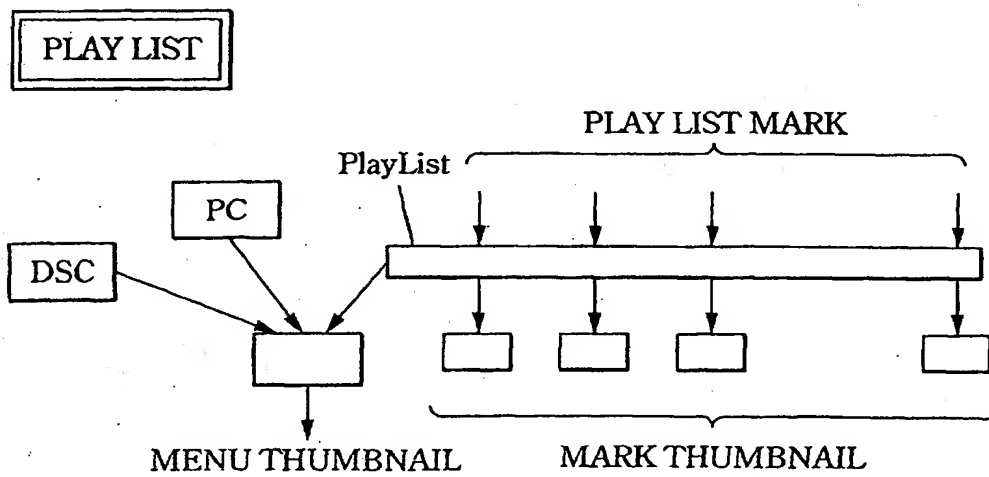 PLAY LIST
PLAY LIST MARK
PlayList
PC
DSC
MENU THUMBNAIL
MARK THUMBNAIL